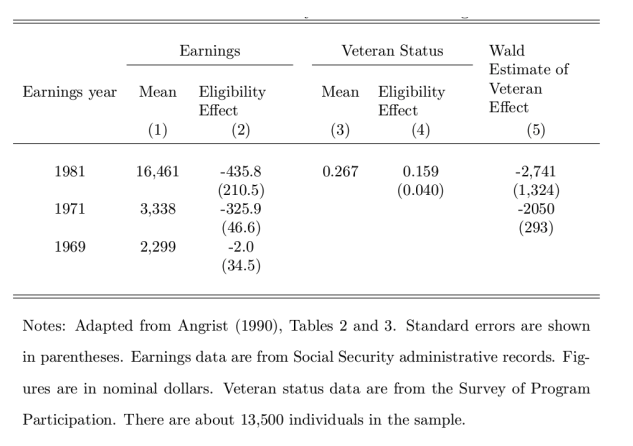 Earnings Veteran Status Wald
Estimate of
Earnings year Mean Eligibility Mean Eligibility Veteran
Effect Effect Effect
(1) (2) (3) (4) (5)
1981 16,461 -435.8 0.267 0.159 -2,741
(210.5) (0.040) (1,324)
1971 3,338 -325.9 -2050
(46.6) (293)
1969 2,299 -2.0
(34.5)
Notes: Adapted from Angrist (1990), Tables 2 and 3. Standard errors are shown
in parentheses. Earnings data are from Social Security administrative records. Fig-
ures are in nominal dollars. Veteran status data are from the Survey of Program
Participation. There are about 13,500 individuals in the sample.